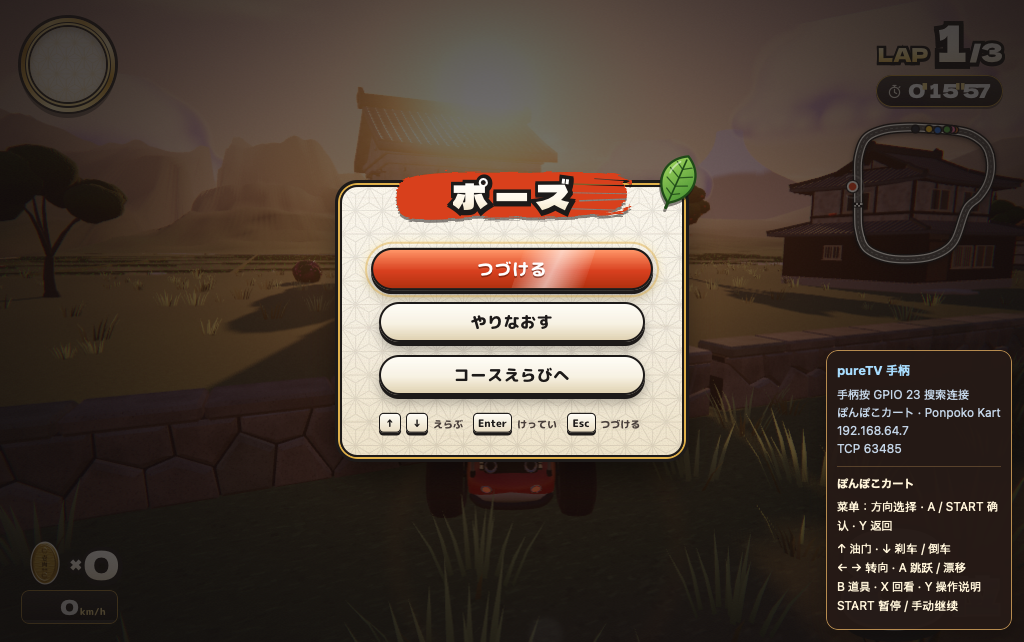 LAP 1/3
0'15"57
ポーズ
つづける
やりなおす
コースえらびへ
↑ ↓ えらぶ Enter けってい Esc つづける
pureTV 手柄
手柄按 GPIO 23 搜索连接
ぽんぽこカート · Ponpoko Kart
192.168.64.7
TCP 63485
ぽんぽこカート
菜单：方向选择 · A / START 确
认 · Y 返回
↑ 油门 · ↓ 刹车 / 倒车
← → 转向 · A 跳跃 / 漂移
B 道具 · X 回看 · Y 操作说明
START 暂停 / 手动继续
×0
0 km/h